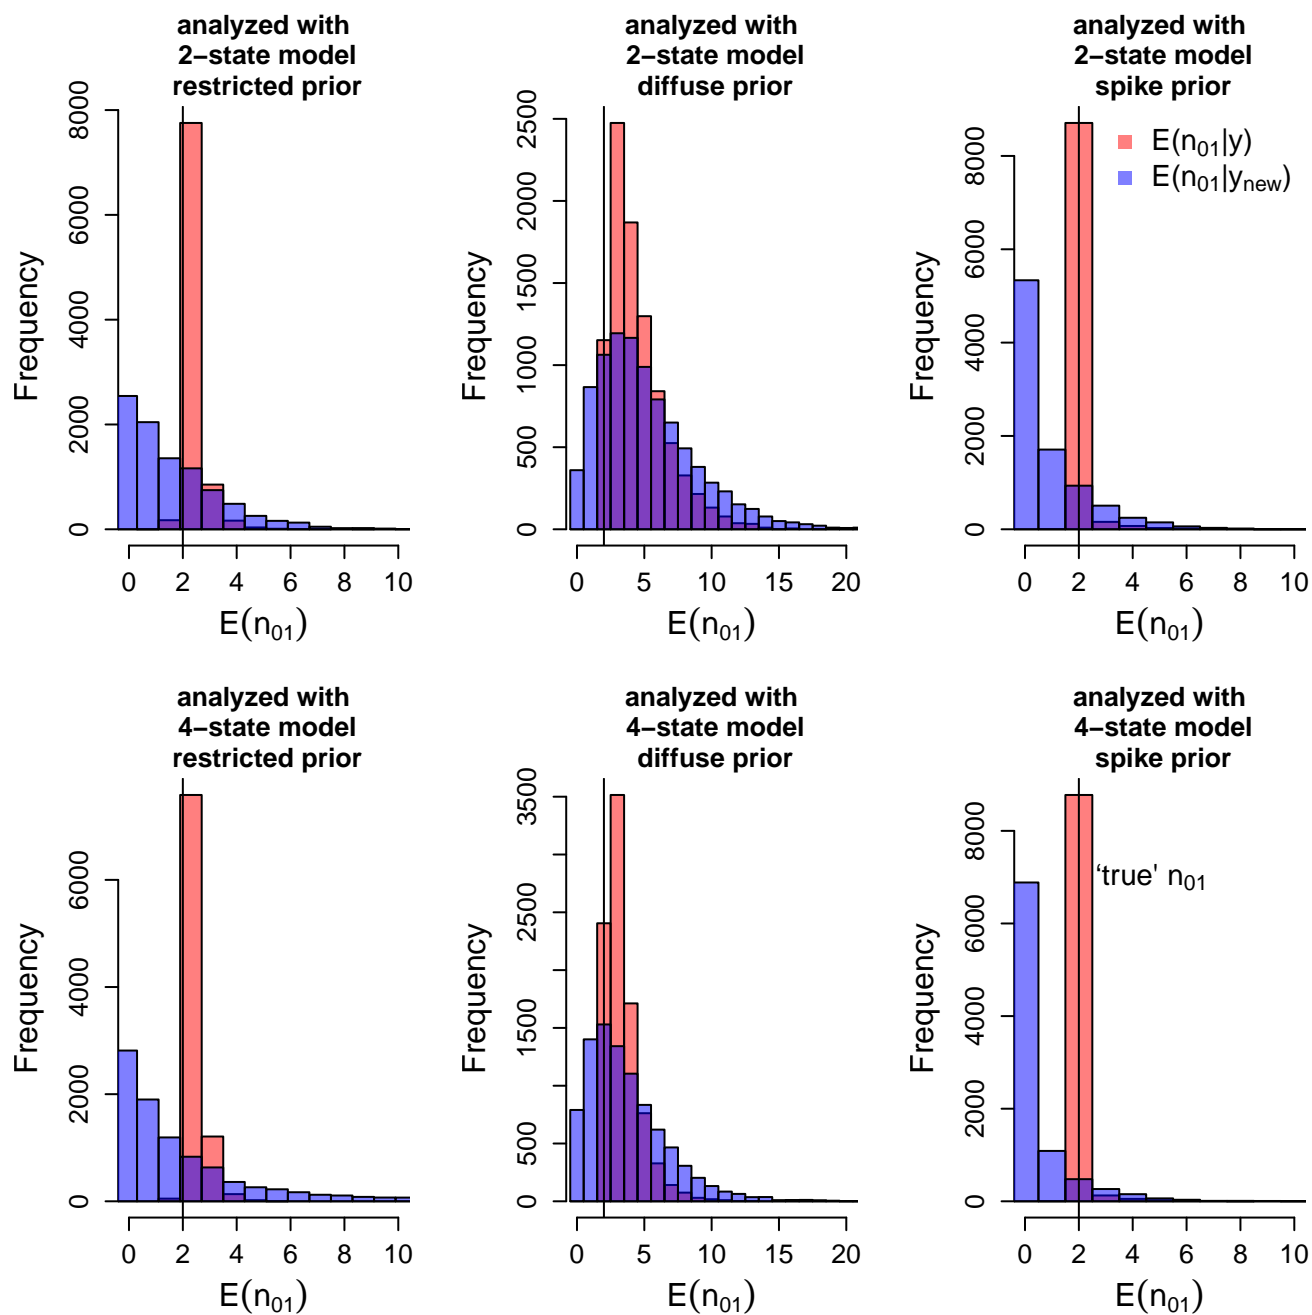 analyzed with
2−state model
restricted prior
8000
6000
4000
2000
0
Frequency
0 2 4 6 8 10
E(n01)
analyzed with
2−state model
diffuse prior
2500
2000
1500
1000
500
0
Frequency
0 5 10 15 20
E(n01)
analyzed with
2−state model
spike prior
E(n01|y)
E(n01|ynew)
8000
6000
4000
2000
0
Frequency
0 2 4 6 8 10
E(n01)
analyzed with
4−state model
restricted prior
6000
4000
2000
0
Frequency
0 2 4 6 8 10
E(n01)
analyzed with
4−state model
diffuse prior
3500
2500
1500
500
0
Frequency
0 5 10 15 20
E(n01)
analyzed with
4−state model
spike prior
‘true' n01
8000
6000
4000
2000
0
Frequency
0 2 4 6 8 10
E(n01)